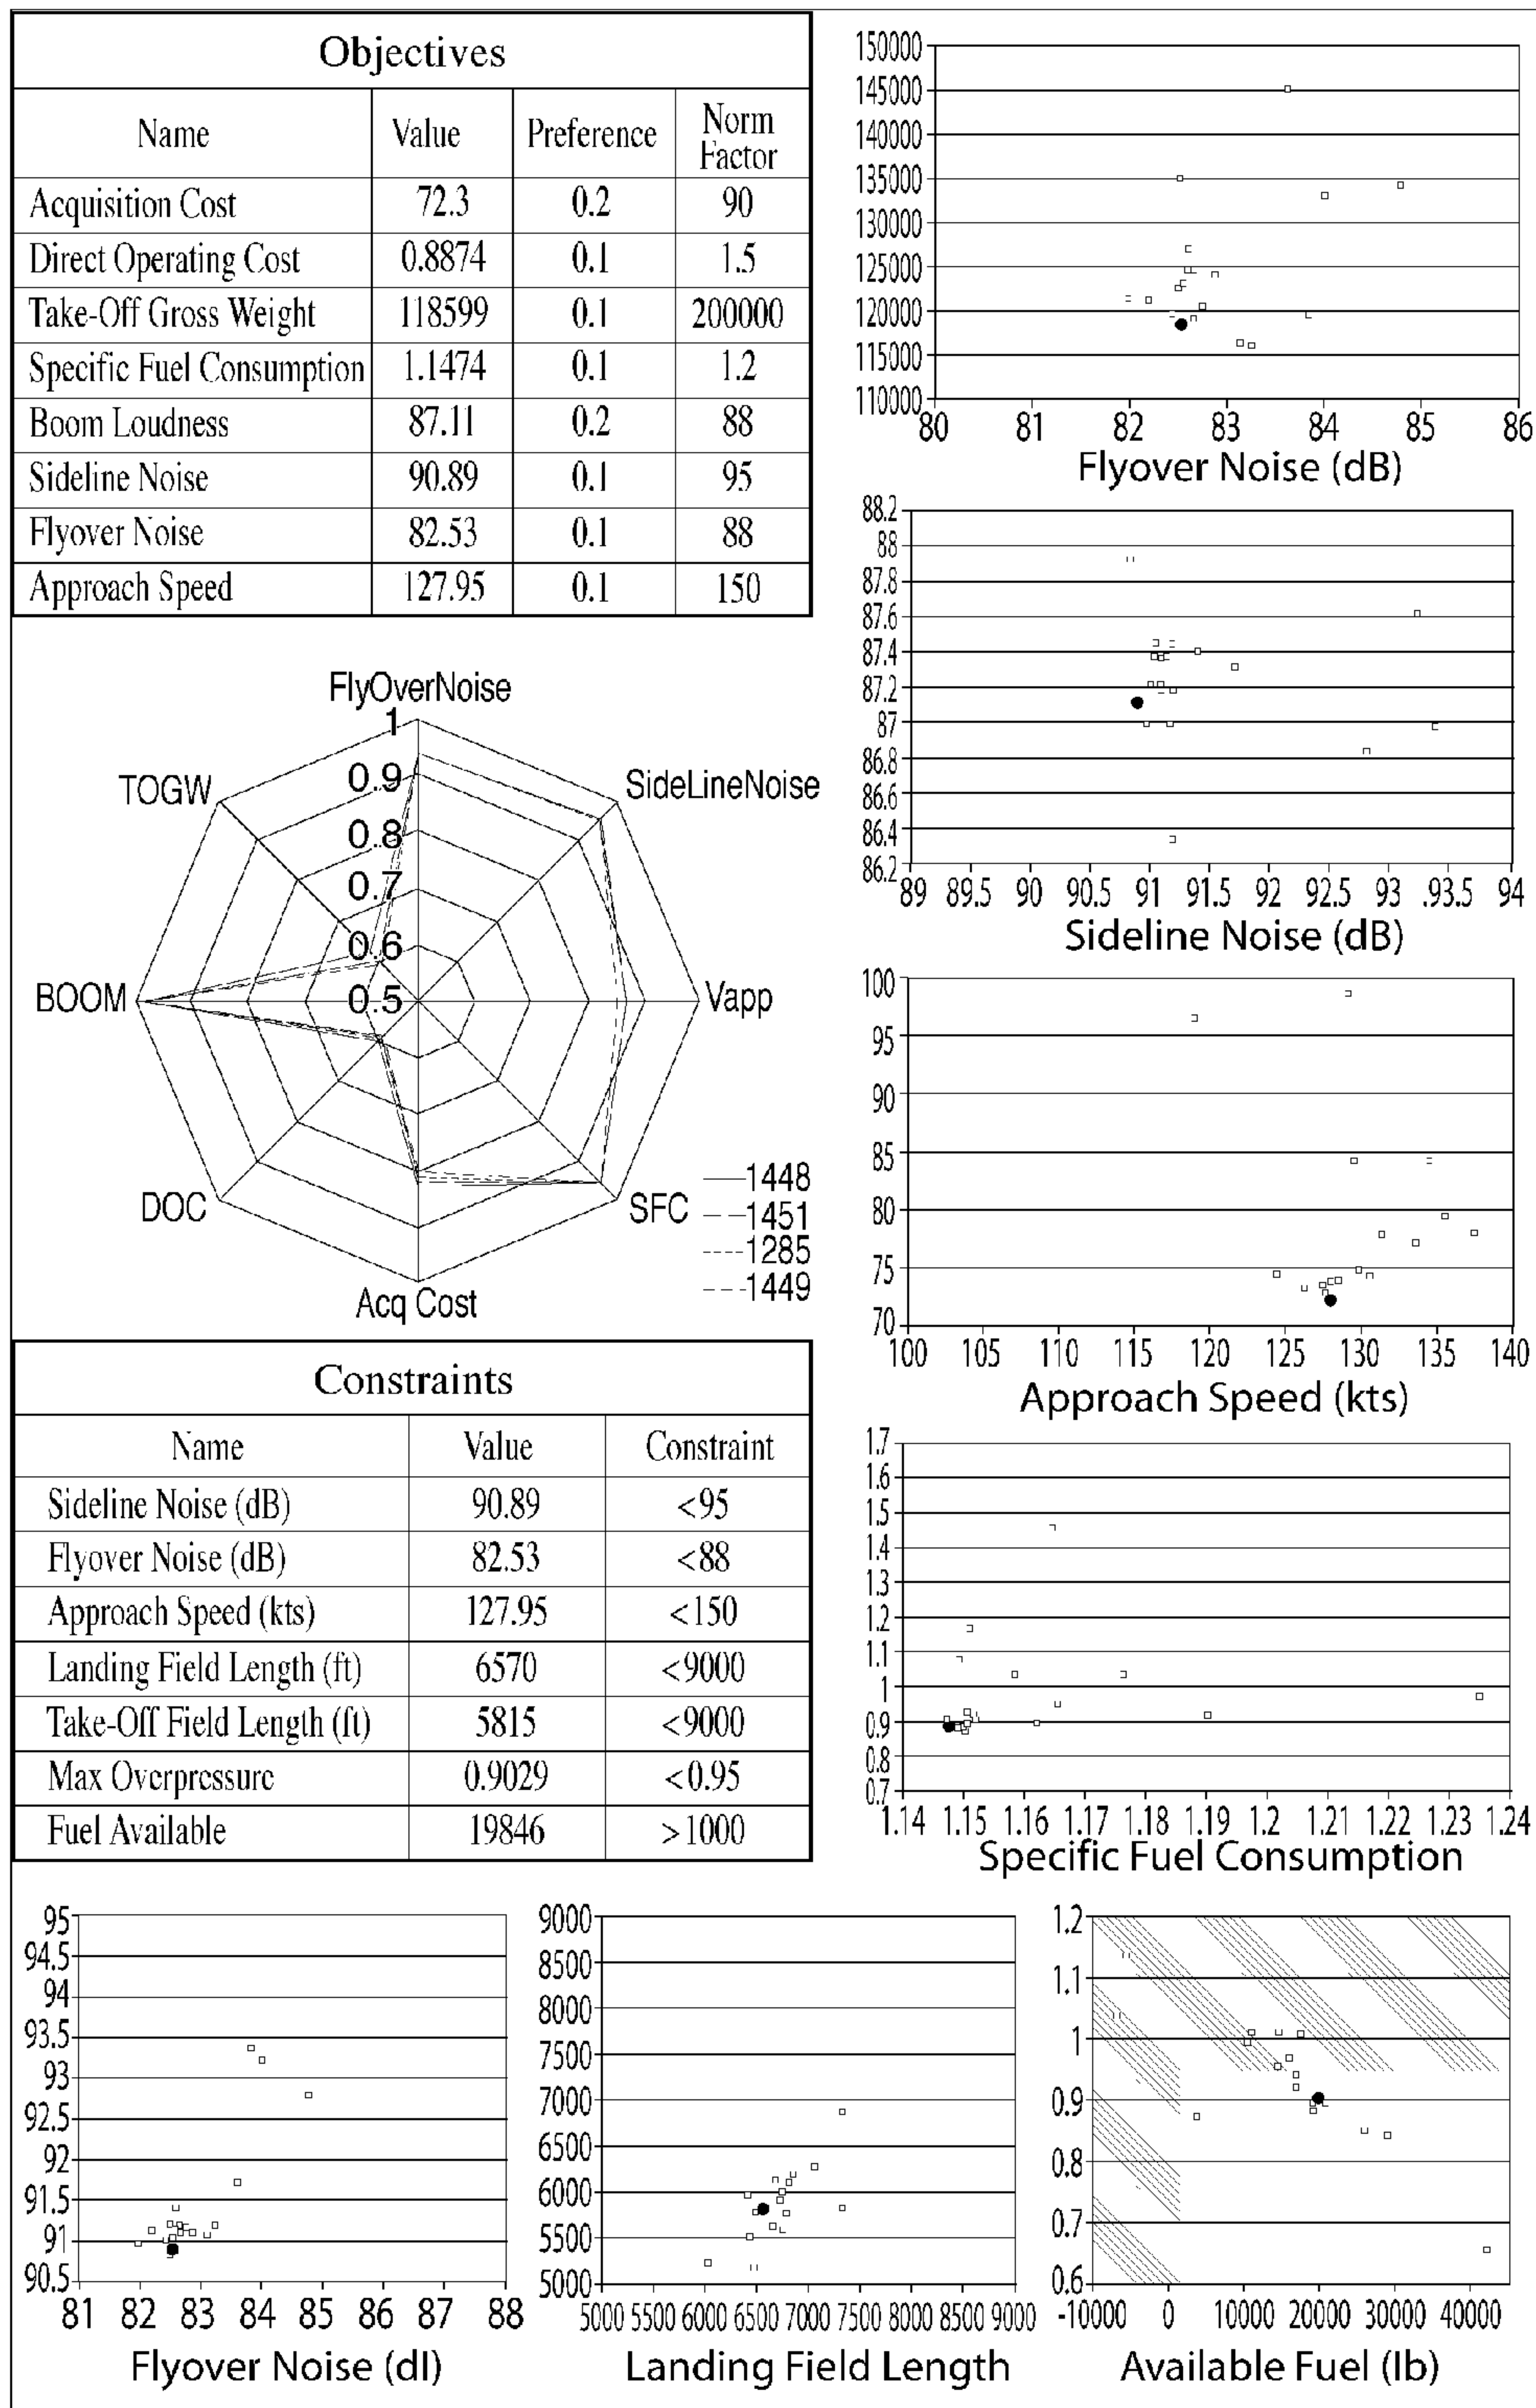 Objectives
Name Value Preference Norm Factor
Acquisition Cost 72.3 0.2 90
Direct Operating Cost 0.8874 0.1 1.5
Take-Off Gross Weight 118599 0.1 200000
Specific Fuel Consumption 1.1474 0.1 1.2
Boom Loudness 87.11 0.2 88
Sideline Noise 90.89 0.1 95
Flyover Noise 82.53 0.1 88
Approach Speed 127.95 0.1 150
150000
145000
140000
135000
130000
125000
120000
115000
110000
80 81 82 83 84 85 86
Flyover Noise (dB)
88.2
88
87.8
87.6
87.4
87.2
87
86.8
86.6
86.4
86.2
89 89.5 90 90.5 91 91.5 92 92.5 93 .93.5 94
Sideline Noise (dB)
FlyOverNoise
SideLineNoise
Vapp
SFC
Acq Cost
DOC
BOOM
TOGW
1
0.9
0.8
0.7
0.6
0.5
1448
1451
1285
1449
100
95
90
85
80
75
70
100 105 110 115 120 125 130 135 140
Approach Speed (kts)
Constraints
Name Value Constraint
Sideline Noise (dB) 90.89 <95
Flyover Noise (dB) 82.53 <88
Approach Speed (kts) 127.95 <150
Landing Field Length (ft) 6570 <9000
Take-Off Field Length (ft) 5815 <9000
Max Overpressure 0.9029 <0.95
Fuel Available 19846 >1000
1.7
1.6
1.5
1.4
1.3
1.2
1.1
1
0.9
0.8
0.7
1.14 1.15 1.16 1.17 1.18 1.19 1.2 1.21 1.22 1.23 1.24
Specific Fuel Consumption
95
94.5
94
93.5
93
92.5
92
91.5
91
90.5
81 82 83 84 85 86 87 88
Flyover Noise (dI)
9000
8500
8000
7500
7000
6500
6000
5500
5000
5000 5500 6000 6500 7000 7500 8000 8500 9000
Landing Field Length
1.2
1.1
1
0.9
0.8
0.7
0.6
-10000 0 10000 20000 30000 40000
Available Fuel (lb)